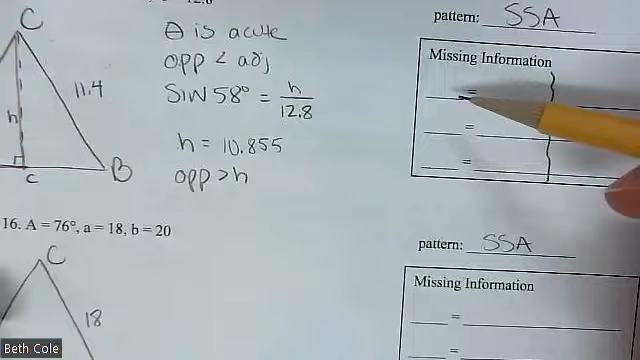 C
11.4
h
B
c
θ is acute
opp < adj
sin 58° = h
12.8
h = 10.855
opp > h
pattern: SSA
Missing Information
=
=
=
16. A = 76°, a = 18, b = 20
C
18
pattern: SSA
Missing Information
=
=
Beth Cole